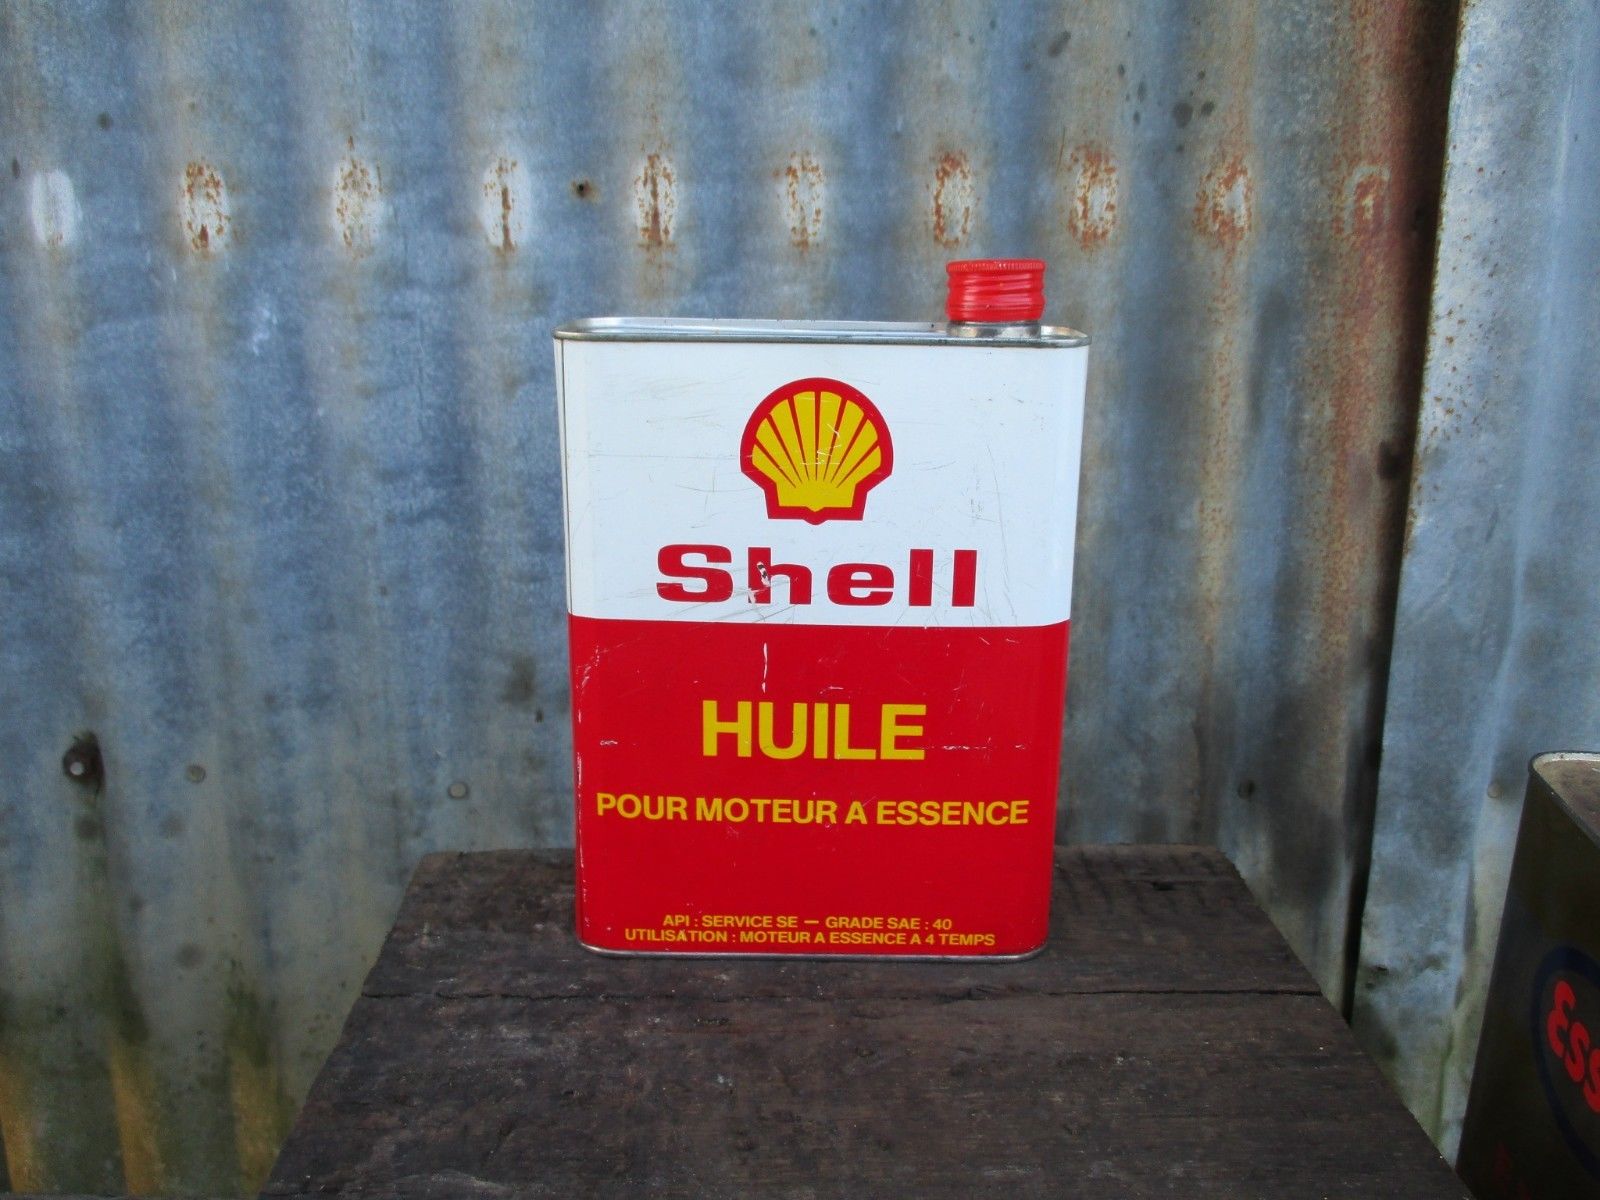 Shell
HUILE
POUR MOTEUR A ESSENCE
API : SERVICE SE — GRADE SAE : 40
UTILISATION : MOTEUR A ESSENCE A 4 TEMPS